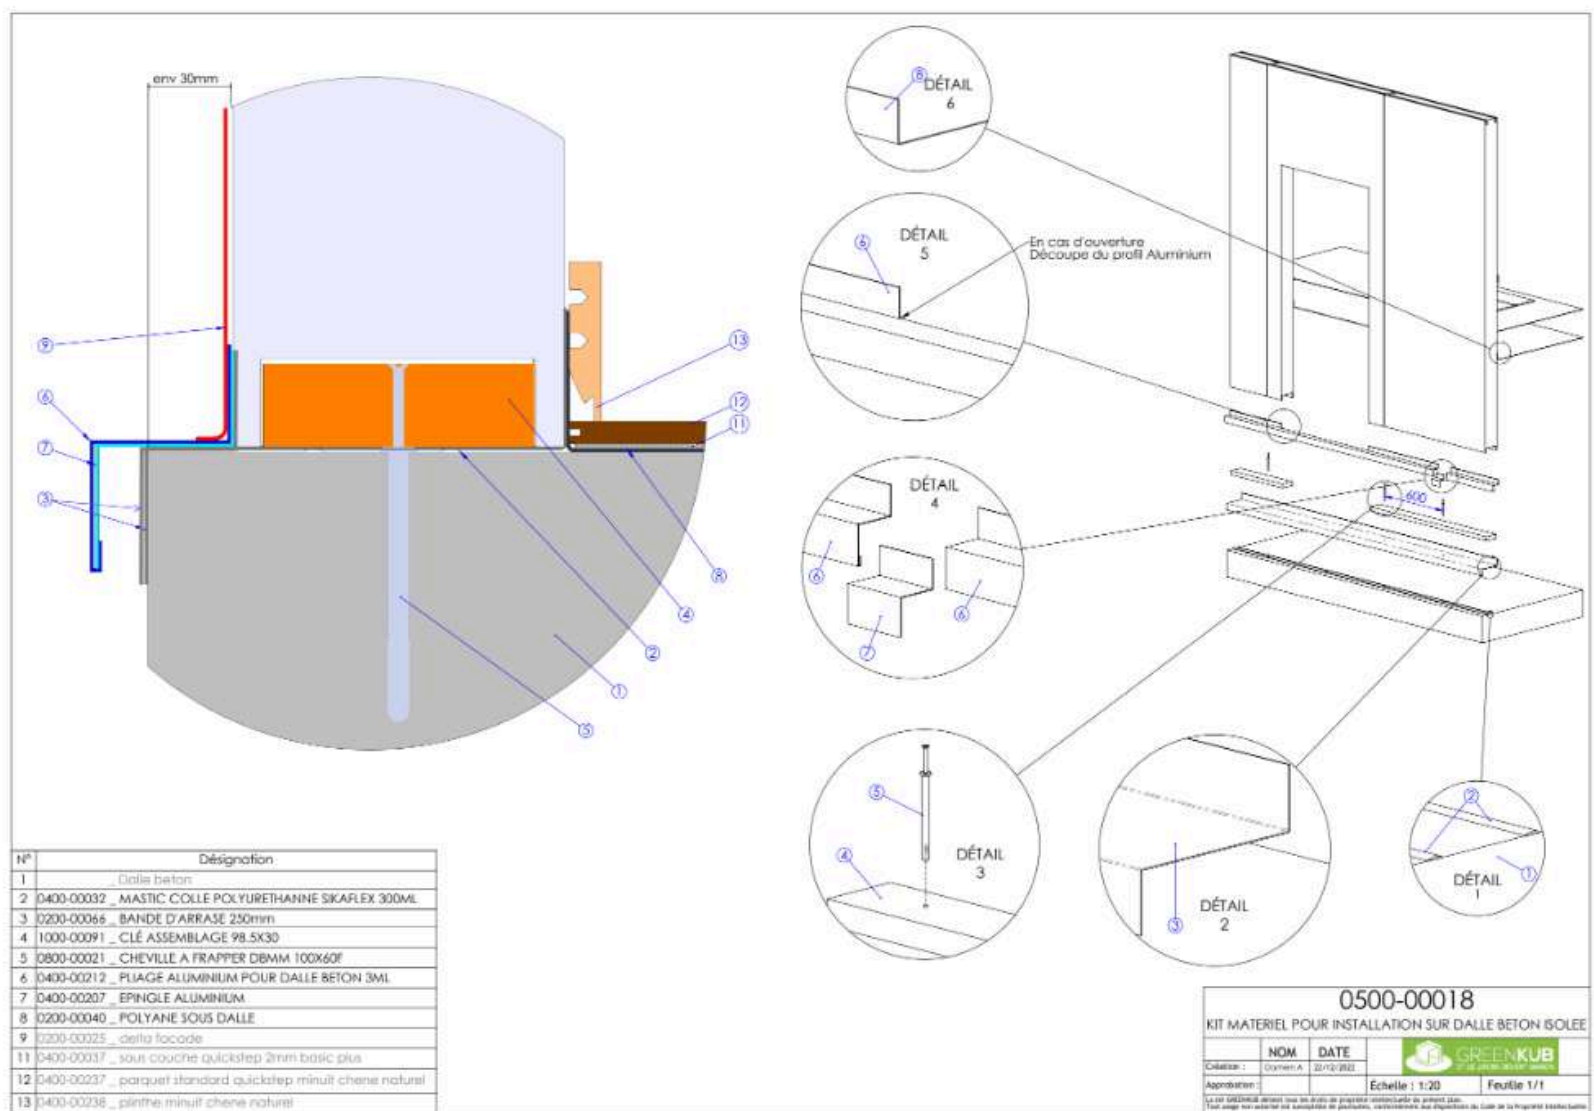 env 30mm
9
6
7
3
13
12
11
8
4
2
1
5
8
DÉTAIL
6
6
DÉTAIL
5
En cas d'ouverture
Découpe du profil Aluminium
DÉTAIL
4
6
7
6
600
5
4
DÉTAIL
3
DÉTAIL
2
3
2
1
DÉTAIL
1
N° Désignation
1 _ Dalle beton
2 0400-00032 _ MASTIC COLLE POLYURETHANNE SIKAFLEX 300ML
3 0200-00066 _ BANDE D'ARRASE 250mm
4 1000-00091 _ CLÉ ASSEMBLAGE 98.5X30
5 0800-00021 _ CHEVILLE A FRAPPER D8MM 100X60F
6 0400-00212 _ PLIAGE ALUMINIUM POUR DALLE BETON 3ML
7 0400-00207 _ EPINGLE ALUMINIUM
8 0200-00040 _ POLYANE SOUS DALLE
9 0200-00025 _ delta facade
11 0400-00037 _ sous couche quickstep 2mm basic plus
12 0400-00237 _ parquet standard quickstep minuit chene naturel
13 0400-00238 _ plinthe minuit chene naturel
0500-00018
KIT MATERIEL POUR INSTALLATION SUR DALLE BETON ISOLEE
NOM DATE
GREENKUB
Création : Damien A 22/12/2022
Approbation :
Échelle : 1:20 Feuille 1/1